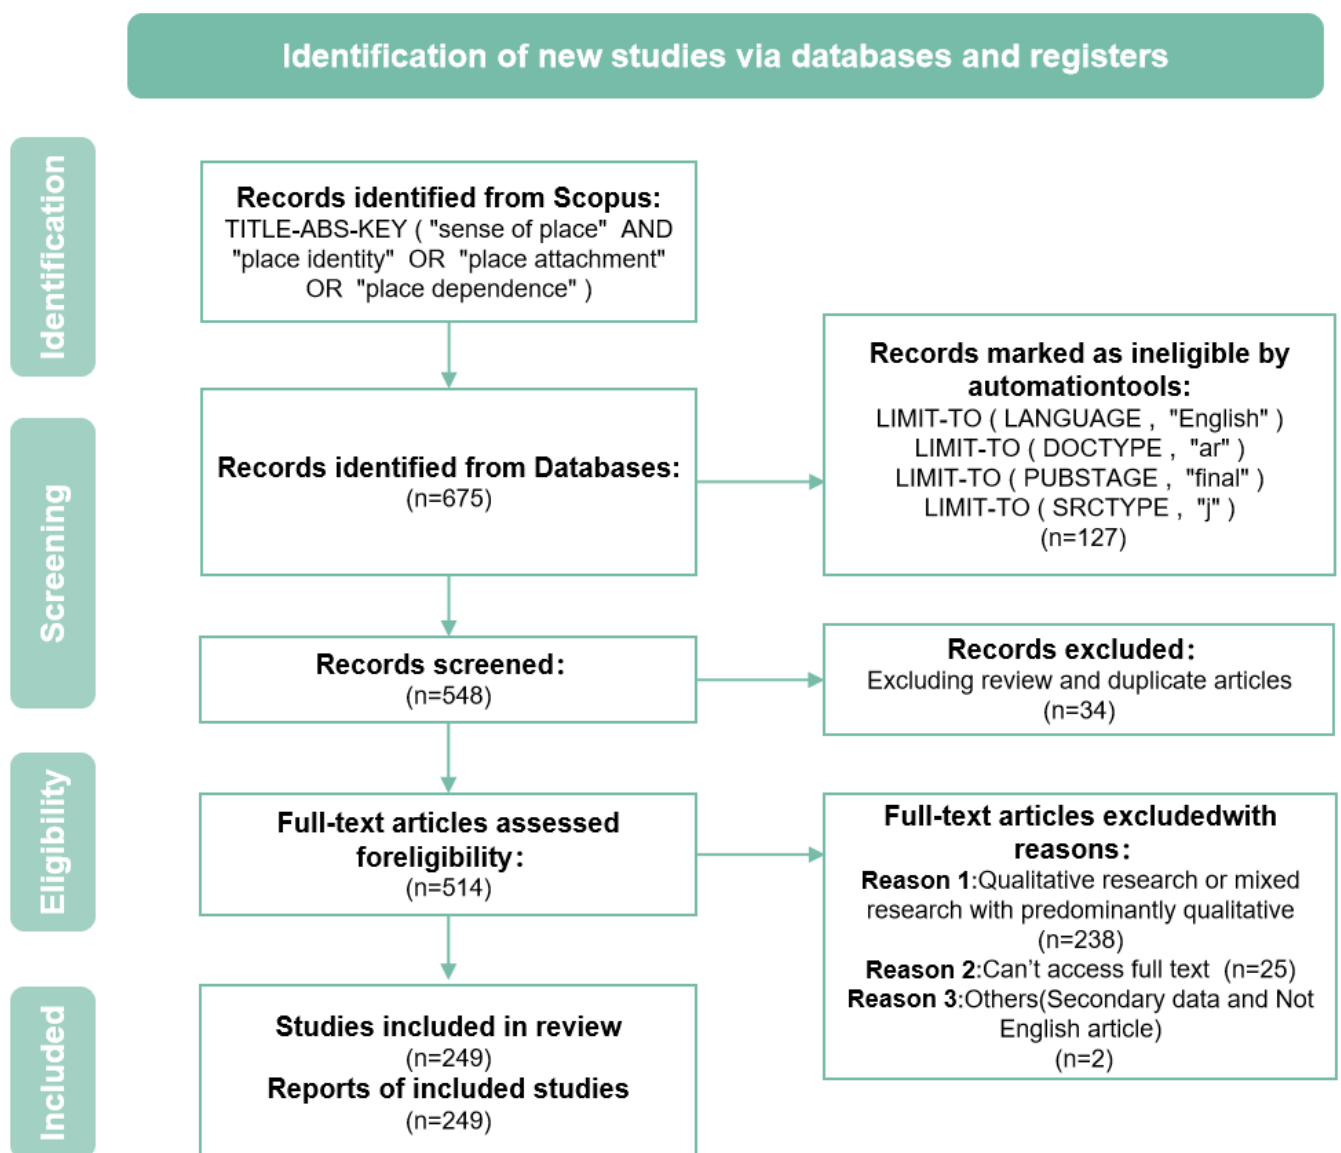 Identification of new studies via databases and registers
Identification
Records identified from Scopus:
TITLE-ABS-KEY ( "sense of place" AND
"place identity" OR "place attachment"
OR "place dependence" )
Records identified from Databases:
(n=675)
Records marked as ineligible by
automationtools:
LIMIT-TO ( LANGUAGE , "English" )
LIMIT-TO ( DOCTYPE , "ar" )
LIMIT-TO ( PUBSTAGE , "final" )
LIMIT-TO ( SRCTYPE , "j" )
(n=127)
Screening
Records screened:
(n=548)
Records excluded:
Excluding review and duplicate articles
(n=34)
Eligibility
Full-text articles assessed
foreligibility:
(n=514)
Full-text articles excludedwith
reasons:
Reason 1:Qualitative research or mixed
research with predominantly qualitative
(n=238)
Reason 2:Can't access full text (n=25)
Reason 3:Others(Secondary data and Not
English article)
(n=2)
Included
Studies included in review
(n=249)
Reports of included studies
(n=249)